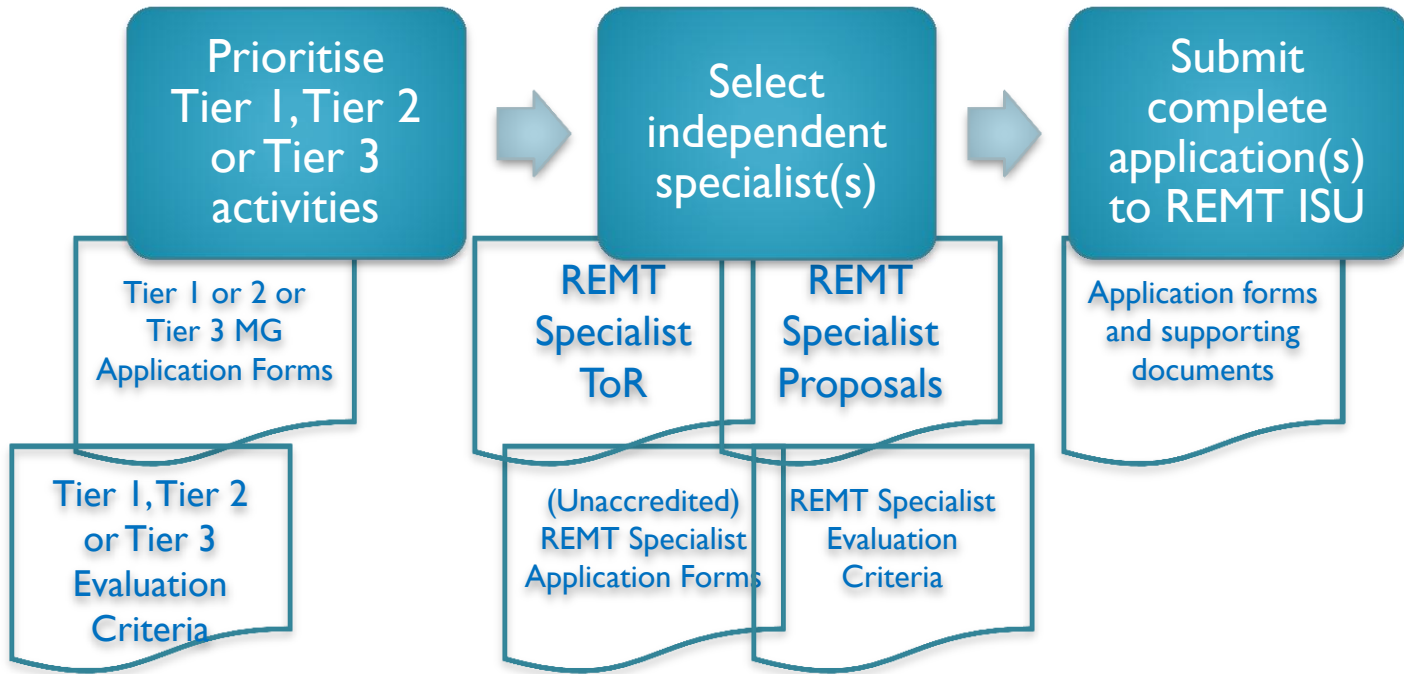 Prioritise
Tier 1, Tier 2
or Tier 3
activities
Tier 1 or 2 or
Tier 3 MG
Application Forms
Tier 1, Tier 2
or Tier 3
Evaluation
Criteria
Select
independent
specialist(s)
REMT
Specialist
ToR
REMT
Specialist
Proposals
(Unaccredited)
REMT Specialist
Application Forms
REMT Specialist
Evaluation
Criteria
Submit
complete
application(s)
to REMT ISU
Application forms
and supporting
documents